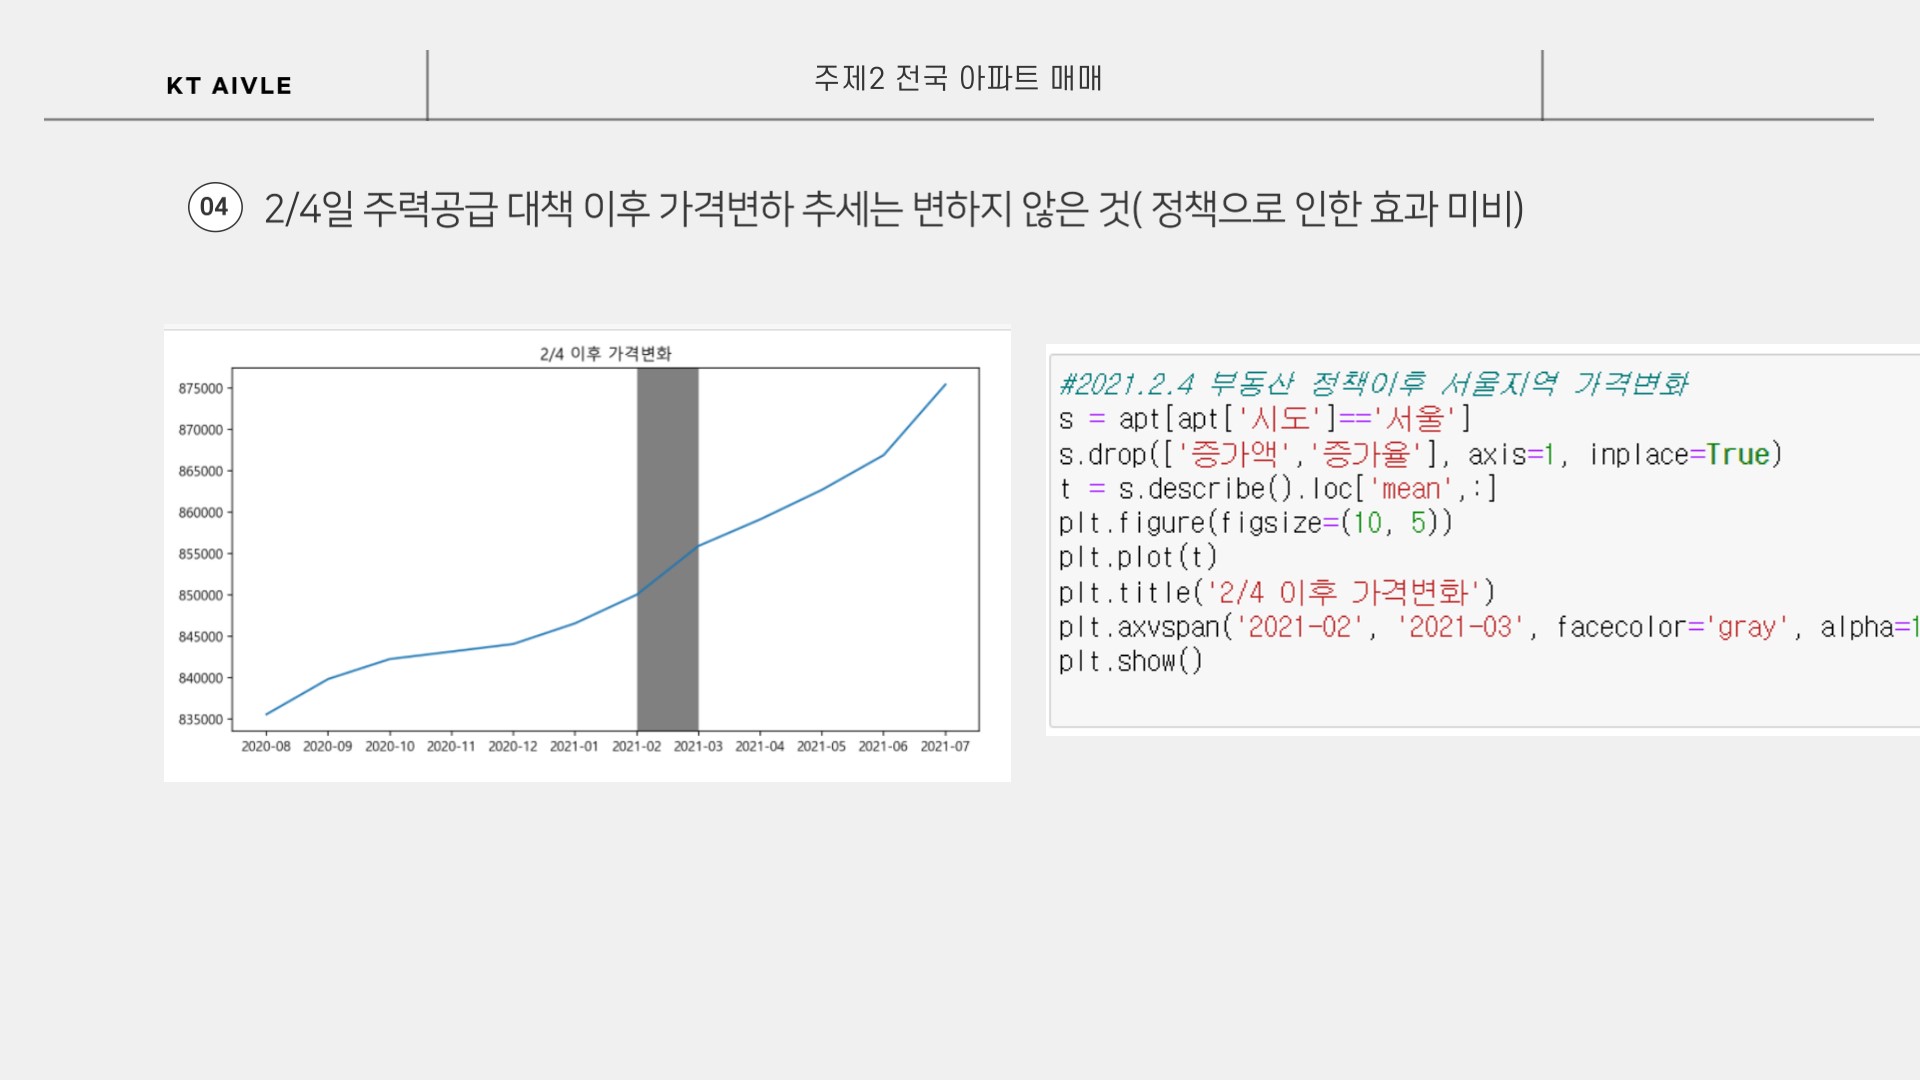 KT AIVLE
주제2 전국 아파트 매매
04 2/4일 주력공급 대책 이후 가격변하 추세는 변하지 않은 것( 정책으로 인한 효과 미비)
2/4 이후 가격변화
875000
870000
865000
860000
855000
850000
845000
840000
835000
2020-08 2020-09 2020-10 2020-11 2020-12 2021-01 2021-02 2021-03 2021-04 2021-05 2021-06 2021-07
#2021.2.4 부동산 정책이후 서울지역 가격변화
s = apt[apt['시도']=='서울']
s.drop(['증가액','증가율'], axis=1, inplace=True)
t = s.describe().loc['mean',:]
plt.figure(figsize=(10, 5))
plt.plot(t)
plt.title('2/4 이후 가격변화')
plt.axvspan('2021-02', '2021-03', facecolor='gray', alpha=1
plt.show()